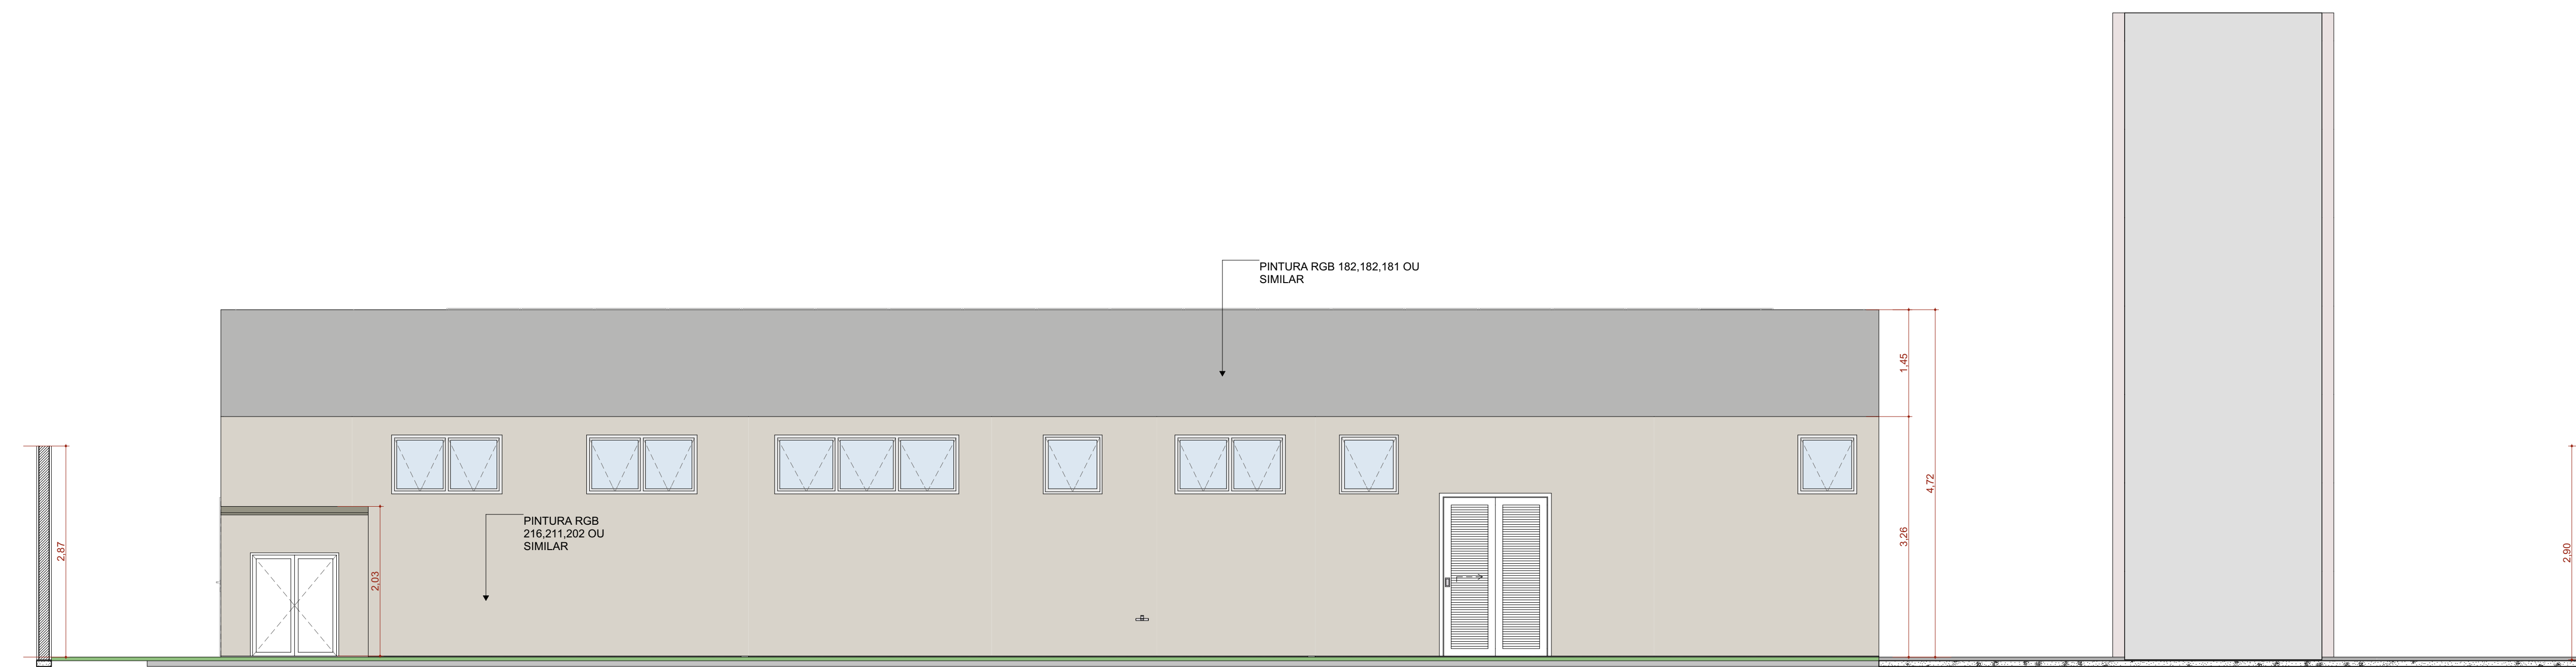 PINTURA RGB 182,182,181 OU
SIMILAR
1,45
4,72
3,26
PINTURA RGB
216,211,202 OU
SIMILAR
2,87
2,03
2,90